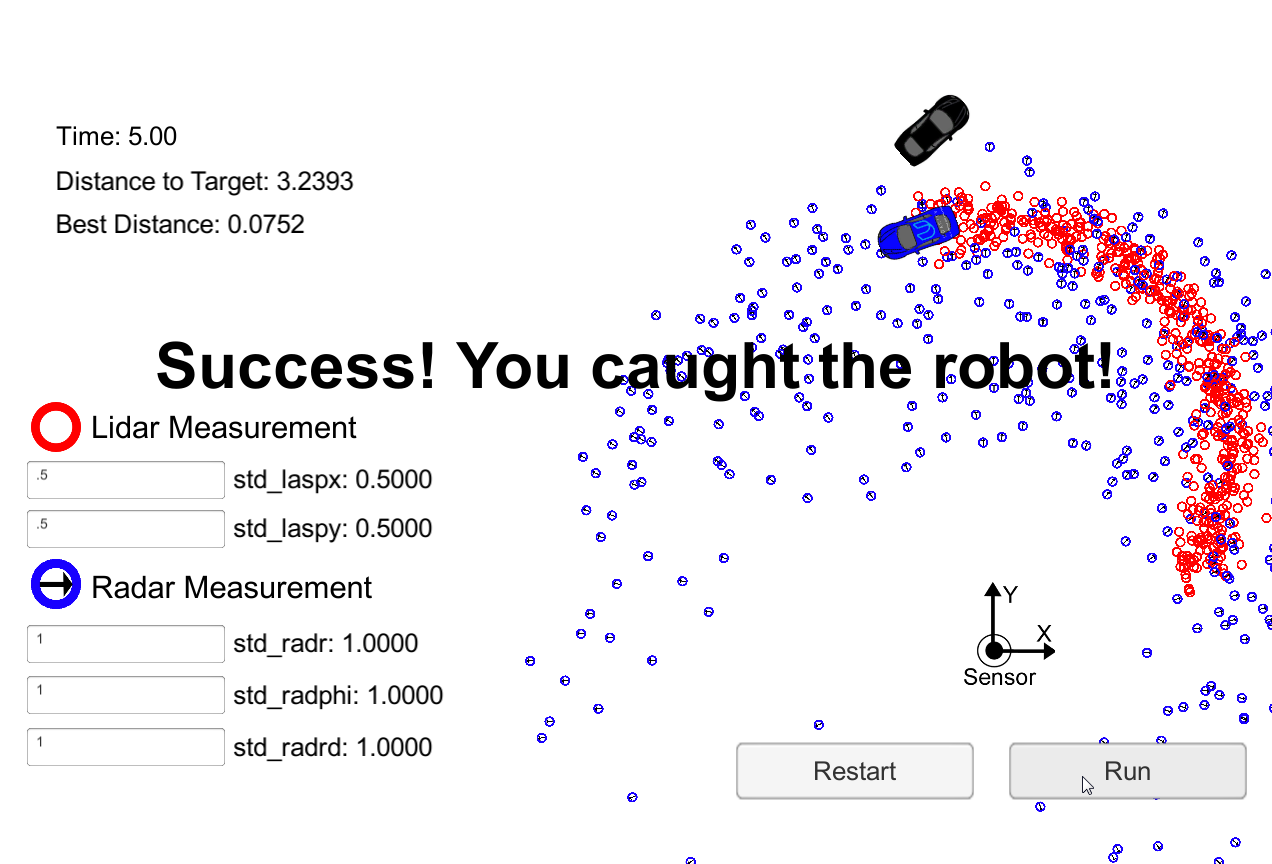 Time: 5.00
Distance to Target: 3.2393
Best Distance: 0.0752
Success! You caught the robot!
Lidar Measurement
.5 std_laspx: 0.5000
.5 std_laspy: 0.5000
Radar Measurement
1 std_radr: 1.0000
1 std_radphi: 1.0000
1 std_radrd: 1.0000
Y
X
Sensor
Restart Run